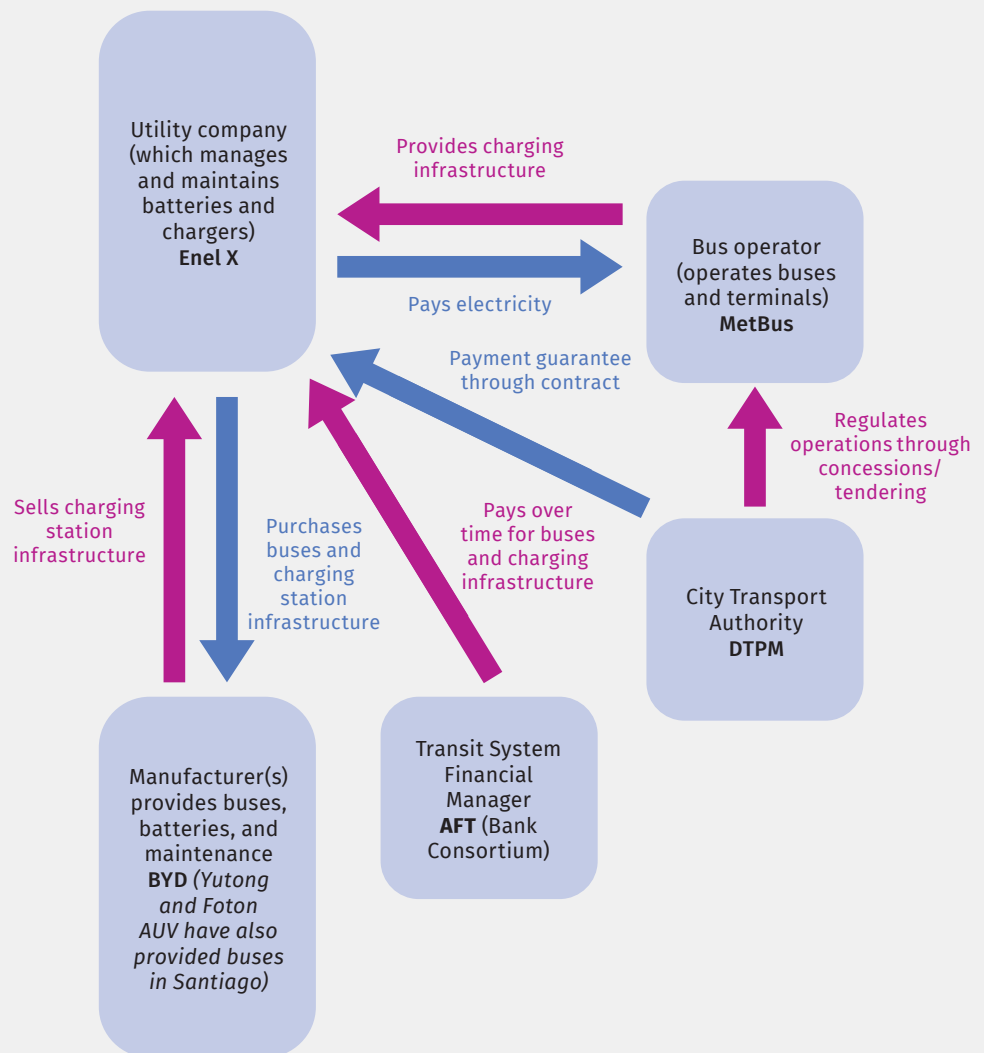 Utility company
(which manages
and maintains
batteries and
chargers)
Enel X
Provides charging
infrastructure
Pays electricity
Bus operator
(operates buses
and terminals)
MetBus
Payment guarantee
through contract
Regulates
operations through
concessions/
tendering
Sells charging
station
infrastructure
Purchases
buses and
charging
station
infrastructure
Pays over
time for buses
and charging
infrastructure
City Transport
Authority
DTPM
Manufacturer(s)
provides buses,
batteries, and
maintenance
BYD (Yutong
and Foton
AUV have also
provided buses
in Santiago)
Transit System
Financial
Manager
AFT (Bank
Consortium)